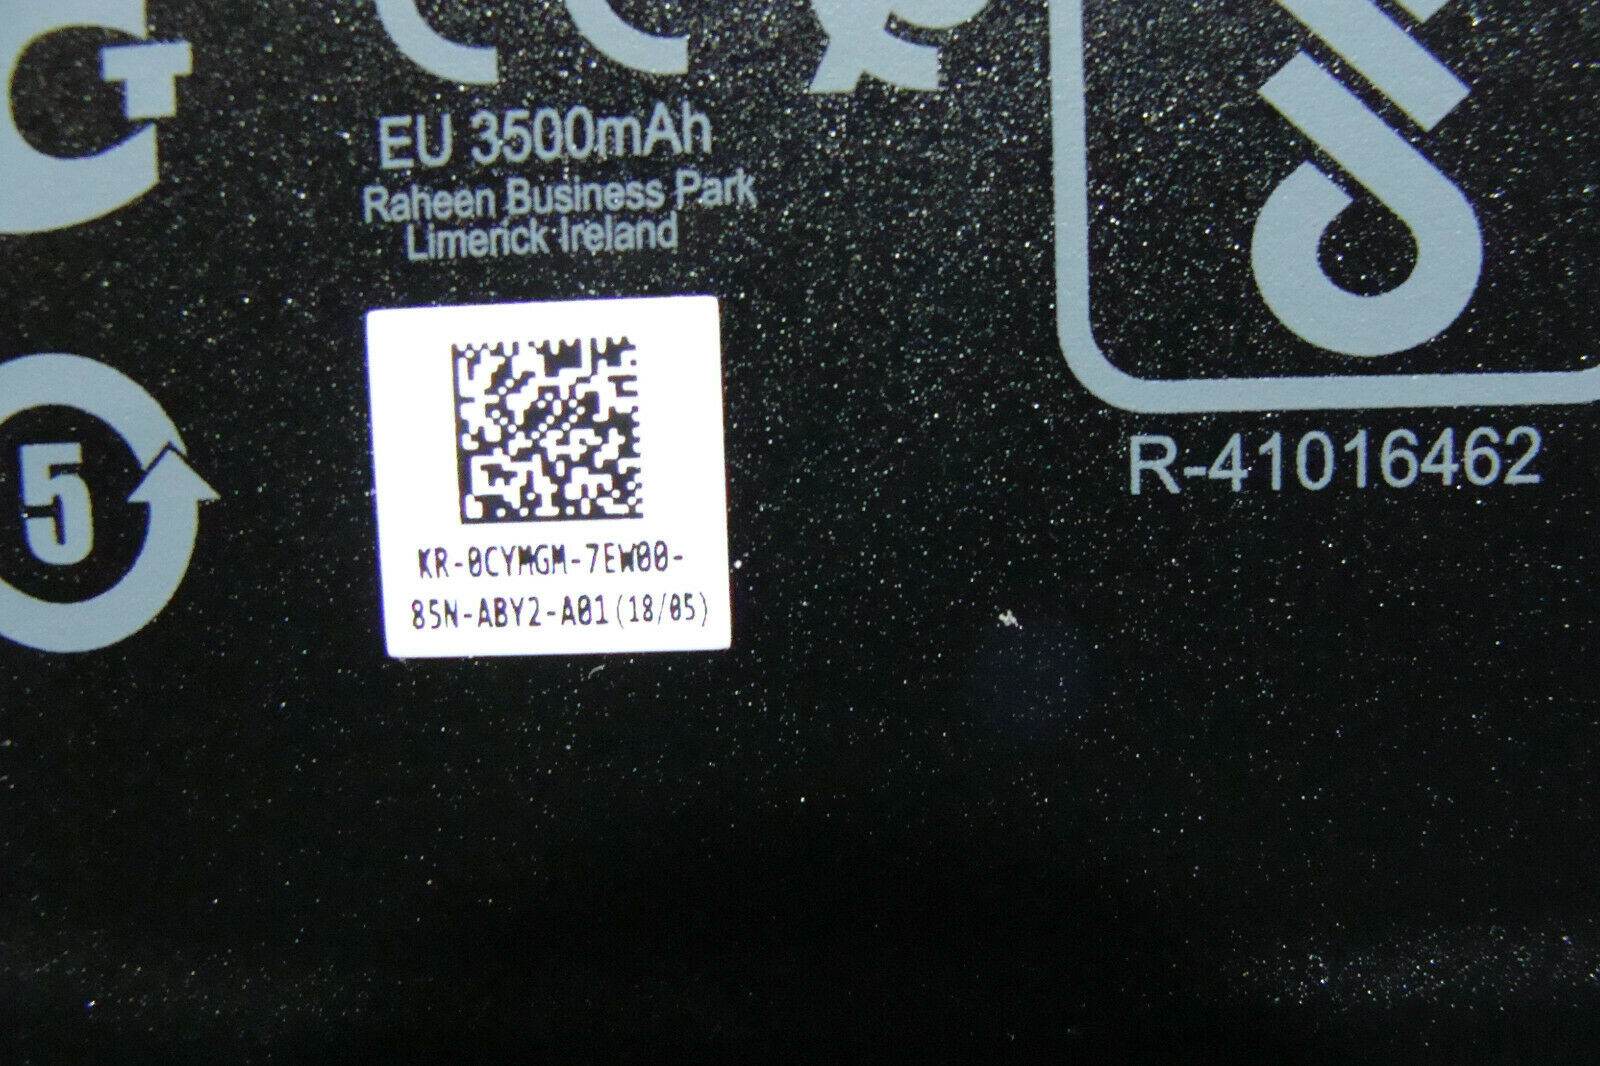 EU 3500mAh
Raheen Business Park
Limerick Ireland
5
R-41016462
KR-0CYMGM-7EW00-
85N-ABY2-A01(18/05)